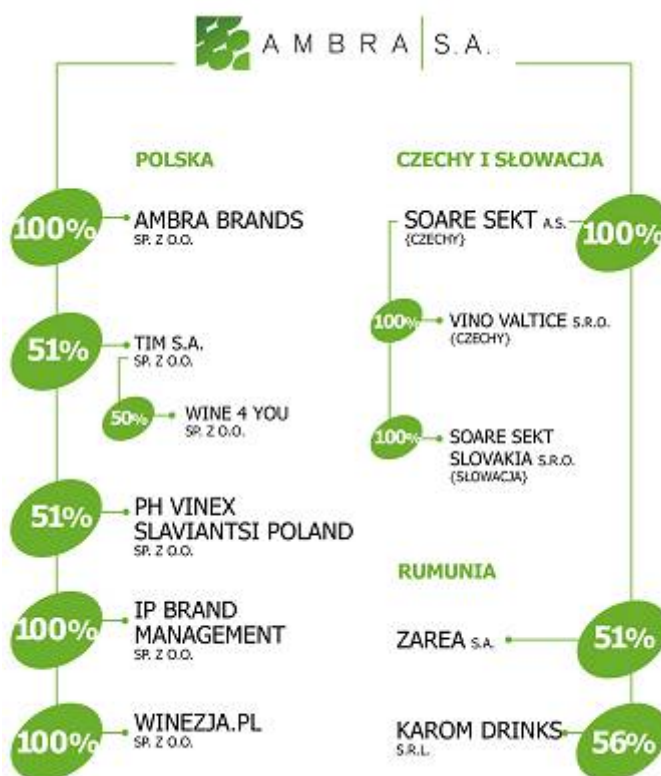 AMBRA S.A.
POLSKA
100%
AMBRA BRANDS
SP. Z O.O.
51%
TIM S.A.
SP. Z O.O.
50%
WINE 4 YOU
SP. Z O.O.
51%
PH VINEX
SLAVIANTSI POLAND
SP. Z O.O.
100%
IP BRAND
MANAGEMENT
SP. Z O.O.
100%
WINEZJA.PL
SP. Z O.O.
CZECHY I SŁOWACJA
SOARE SEKT A.S.
(CZECHY)
100%
100%
VINO VALTICE S.R.O.
(CZECHY)
100%
SOARE SEKT
SLOVAKIA S.R.O.
(SŁOWACJA)
RUMUNIA
ZAREA S.A.
51%
KAROM DRINKS
S.R.L.
56%